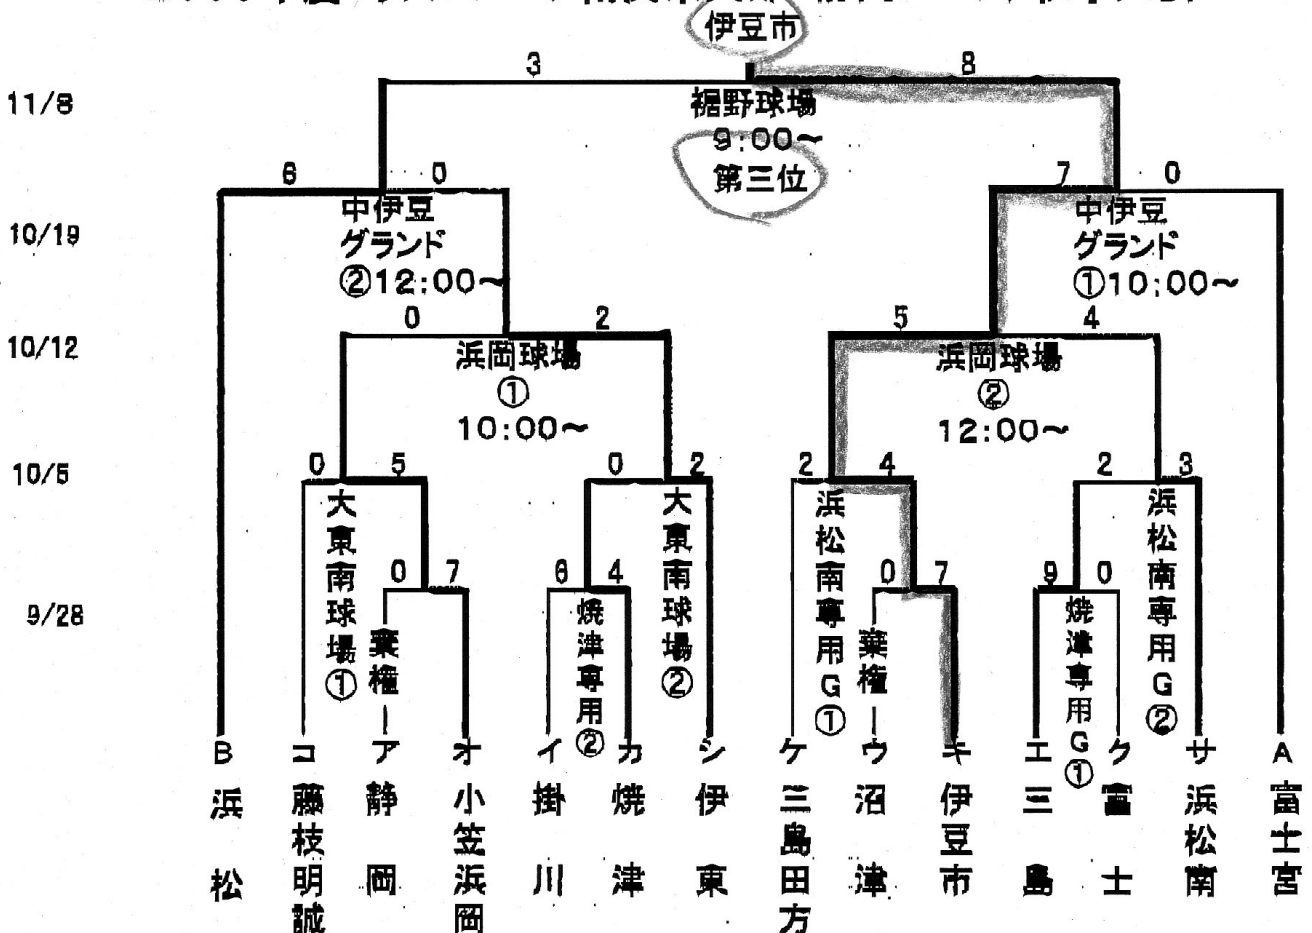 伊豆市
3
8
11/8
裾野球場
9:00~
第三位
6
0
7
0
10/19
中伊豆
グランド
②12:00~
中伊豆
グランド
①10:00~
0
2
5
4
10/12
浜岡球場
①
10:00~
浜岡球場
②
12:00~
10/5
0
5
0
2
2
4
2
3
大東南球場①
大東南球場②
浜松南専用G①
浜松南専用G②
9/28
0
7
6
4
0
7
9
0
棄権
焼津専用②
棄権
焼津専用G①
B
コ
ア
オ
イ
カ
シ
ケ
ウ
キ
エ
ク
サ
A
浜松
藤枝明誠
静岡
小笠浜岡
掛川
焼津
伊東
三島田方
沼津
伊豆市
三島
富士
浜松南
富士宮